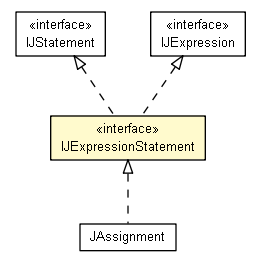 «interface»
IJStatement
«interface»
IJExpression
«interface»
IJExpressionStatement
JAssignment